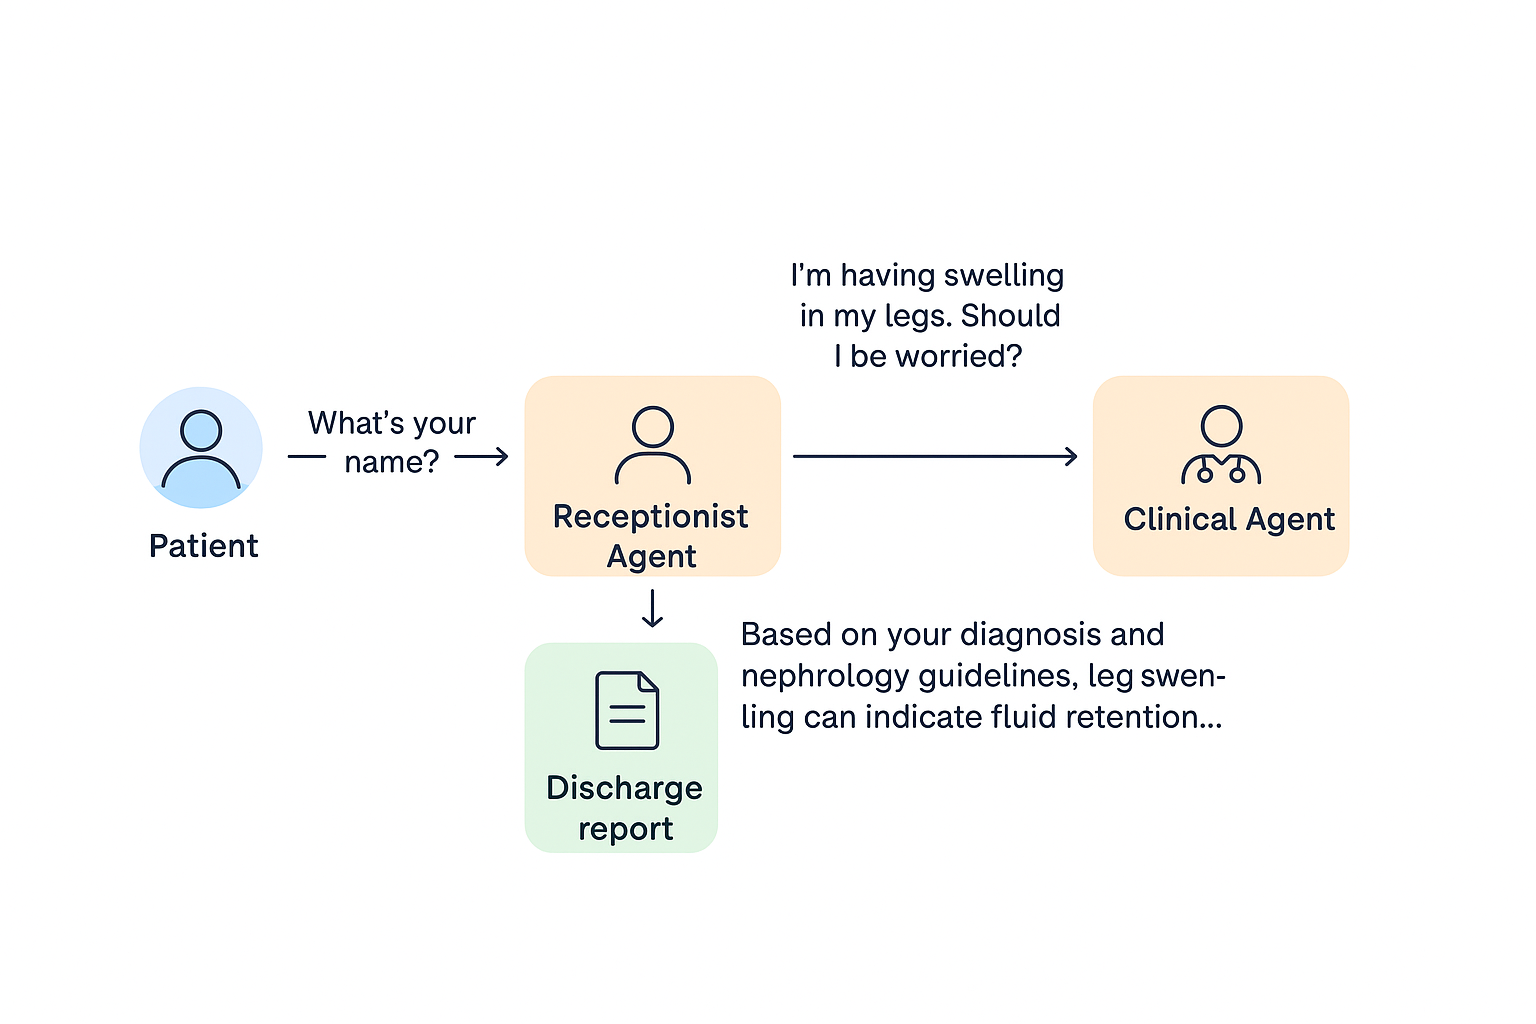 I'm having swelling
in my legs. Should
I be worried?
What's your
name?
Patient
Receptionist
Agent
Clinical Agent
Based on your diagnosis and
nephrology guidelines, leg swen-
ling can indicate fluid retention...
Discharge
report